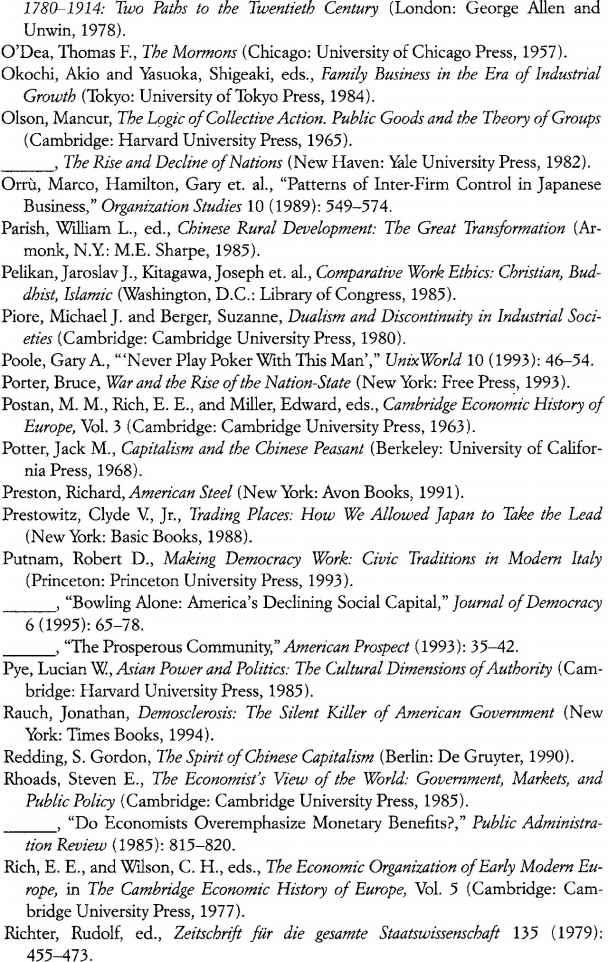 1780–1914: Two Paths to the Twentieth Century (London: George Allen and
Unwin, 1978).
O'Dea, Thomas F., The Mormons (Chicago: University of Chicago Press, 1957).
Okochi, Akio and Yasuoka, Shigeaki, eds., Family Business in the Era of Industrial
Growth (Tokyo: University of Tokyo Press, 1984).
Olson, Mancur, The Logic of Collective Action. Public Goods and the Theory of Groups
(Cambridge: Harvard University Press, 1965).
______, The Rise and Decline of Nations (New Haven: Yale University Press, 1982).
Orrù, Marco, Hamilton, Gary et. al., “Patterns of Inter-Firm Control in Japanese
Business,” Organization Studies 10 (1989): 549–574.
Parish, William L., ed., Chinese Rural Development: The Great Transformation (Ar-
monk, N.Y.: M.E. Sharpe, 1985).
Pelikan, Jaroslav J., Kitagawa, Joseph et. al., Comparative Work Ethics: Christian, Bud-
dhist, Islamic (Washington, D.C.: Library of Congress, 1985).
Piore, Michael J. and Berger, Suzanne, Dualism and Discontinuity in Industrial Soci-
eties (Cambridge: Cambridge University Press, 1980).
Poole, Gary A., “‘Never Play Poker With This Man’,” UnixWorld 10 (1993): 46–54.
Porter, Bruce, War and the Rise of the Nation-State (New York: Free Press, 1993).
Postan, M. M., Rich, E. E., and Miller, Edward, eds., Cambridge Economic History of
Europe, Vol. 3 (Cambridge: Cambridge University Press, 1963).
Potter, Jack M., Capitalism and the Chinese Peasant (Berkeley: University of Califor-
nia Press, 1968).
Preston, Richard, American Steel (New York: Avon Books, 1991).
Prestowitz, Clyde V., Jr., Trading Places: How We Allowed Japan to Take the Lead
(New York: Basic Books, 1988).
Putnam, Robert D., Making Democracy Work: Civic Traditions in Modern Italy
(Princeton: Princeton University Press, 1993).
______, “Bowling Alone: America's Declining Social Capital,” Journal of Democracy
6 (1995): 65–78.
______, “The Prosperous Community,” American Prospect (1993): 35–42.
Pye, Lucian W., Asian Power and Politics: The Cultural Dimensions of Authority (Cam-
bridge: Harvard University Press, 1985).
Rauch, Jonathan, Demosclerosis: The Silent Killer of American Government (New
York: Times Books, 1994).
Redding, S. Gordon, The Spirit of Chinese Capitalism (Berlin: De Gruyter, 1990).
Rhoads, Steven E., The Economist's View of the World: Government, Markets, and
Public Policy (Cambridge: Cambridge University Press, 1985).
______, “Do Economists Overemphasize Monetary Benefits?,” Public Administra-
tion Review (1985): 815–820.
Rich, E. E., and Wilson, C. H., eds., The Economic Organization of Early Modern Eu-
rope, in The Cambridge Economic History of Europe, Vol. 5 (Cambridge: Cam-
bridge University Press, 1977).
Richter, Rudolf, ed., Zeitschrift für die gesamte Staatswissenschaft 135 (1979):
455–473.